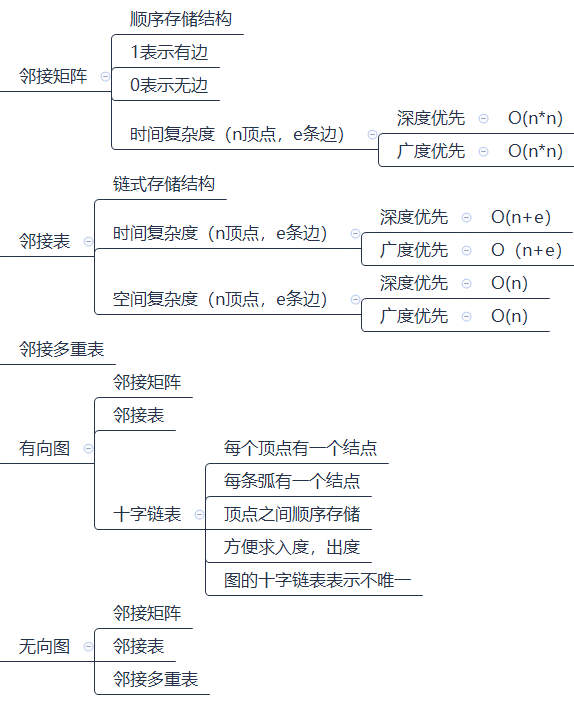 顺序存储结构
1表示有边
邻接矩阵
0表示无边
时间复杂度（n顶点，e条边）
深度优先 O(n*n)
广度优先 O(n*n)
链式存储结构
邻接表
时间复杂度（n顶点，e条边）
深度优先 O(n+e)
广度优先 O（n+e)
空间复杂度（n顶点，e条边）
深度优先 O(n)
广度优先 O(n)
邻接多重表
邻接矩阵
邻接表
有向图
十字链表
每个顶点有一个结点
每条弧有一个结点
顶点之间顺序存储
方便求入度，出度
图的十字链表表示不唯一
邻接矩阵
无向图
邻接表
邻接多重表